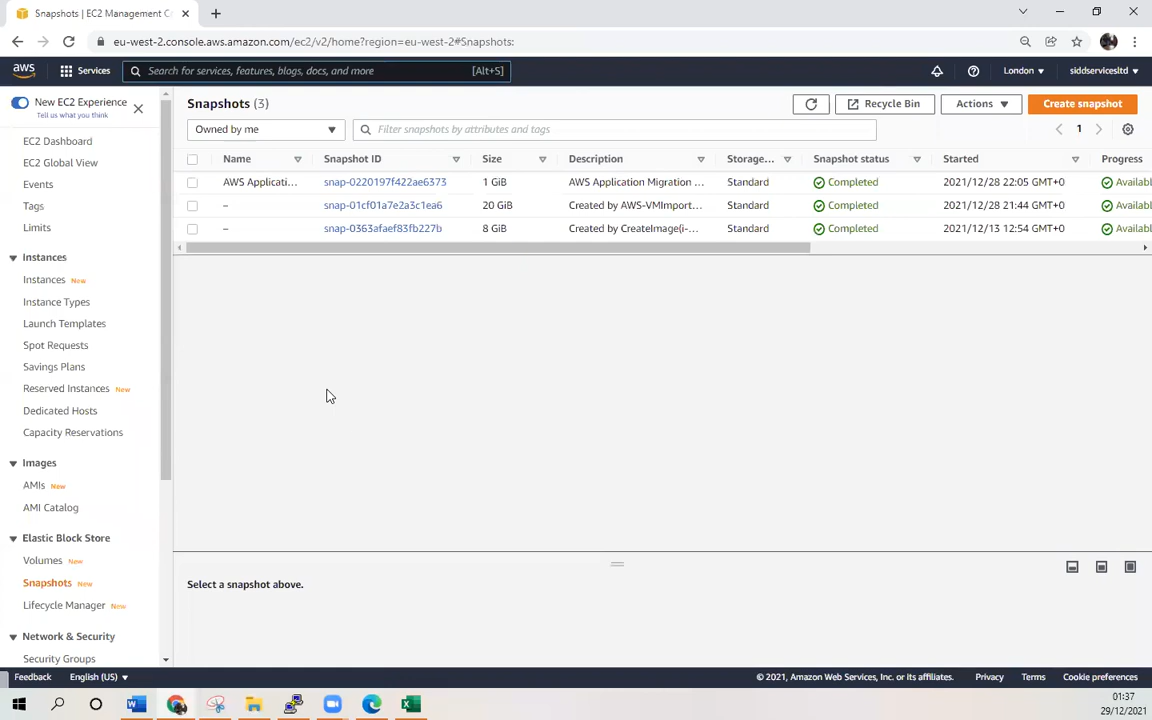 Snapshots | EC2 Management Co
eu-west-2.console.aws.amazon.com/ec2/v2/home?region=eu-west-2#Snapshots:
aws Services Search for services, features, blogs, docs, and more [Alt+S] London siddservicesltd
New EC2 Experience
Tell us what you think
EC2 Dashboard
EC2 Global View
Events
Tags
Limits
Instances
Instances New
Instance Types
Launch Templates
Spot Requests
Savings Plans
Reserved Instances New
Dedicated Hosts
Capacity Reservations
Images
AMIs New
AMI Catalog
Elastic Block Store
Volumes New
Snapshots New
Lifecycle Manager New
Network & Security
Security Groups
Snapshots (3) Recycle Bin Actions Create snapshot
Owned by me Filter snapshots by attributes and tags 1
Name Snapshot ID Size Description Storage... Snapshot status Started Progress
AWS Applicati... snap-0220197f422ae6373 1 GiB AWS Application Migration ... Standard Completed 2021/12/28 22:05 GMT+0 Availab
– snap-01cf01a7e2a3c1ea6 20 GiB Created by AWS-VMImport... Standard Completed 2021/12/28 21:44 GMT+0 Availab
– snap-0363afaef83fb227b 8 GiB Created by CreateImage(i-... Standard Completed 2021/12/13 12:54 GMT+0 Availab
Select a snapshot above.
Feedback English (US) © 2021, Amazon Web Services, Inc. or its affiliates. Privacy Terms Cookie preferences
01:37
29/12/2021